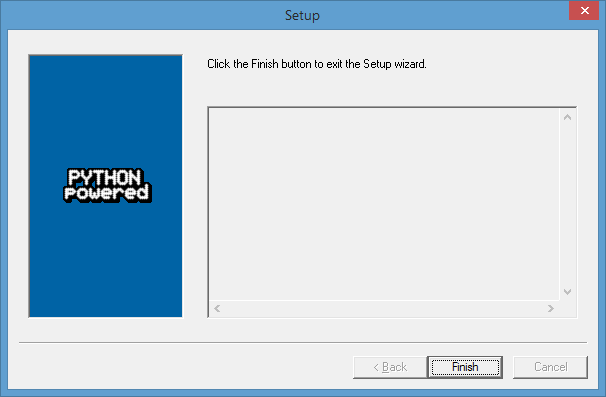 Setup
Click the Finish button to exit the Setup wizard.
PYTHON
powered
< Back
Finish
Cancel